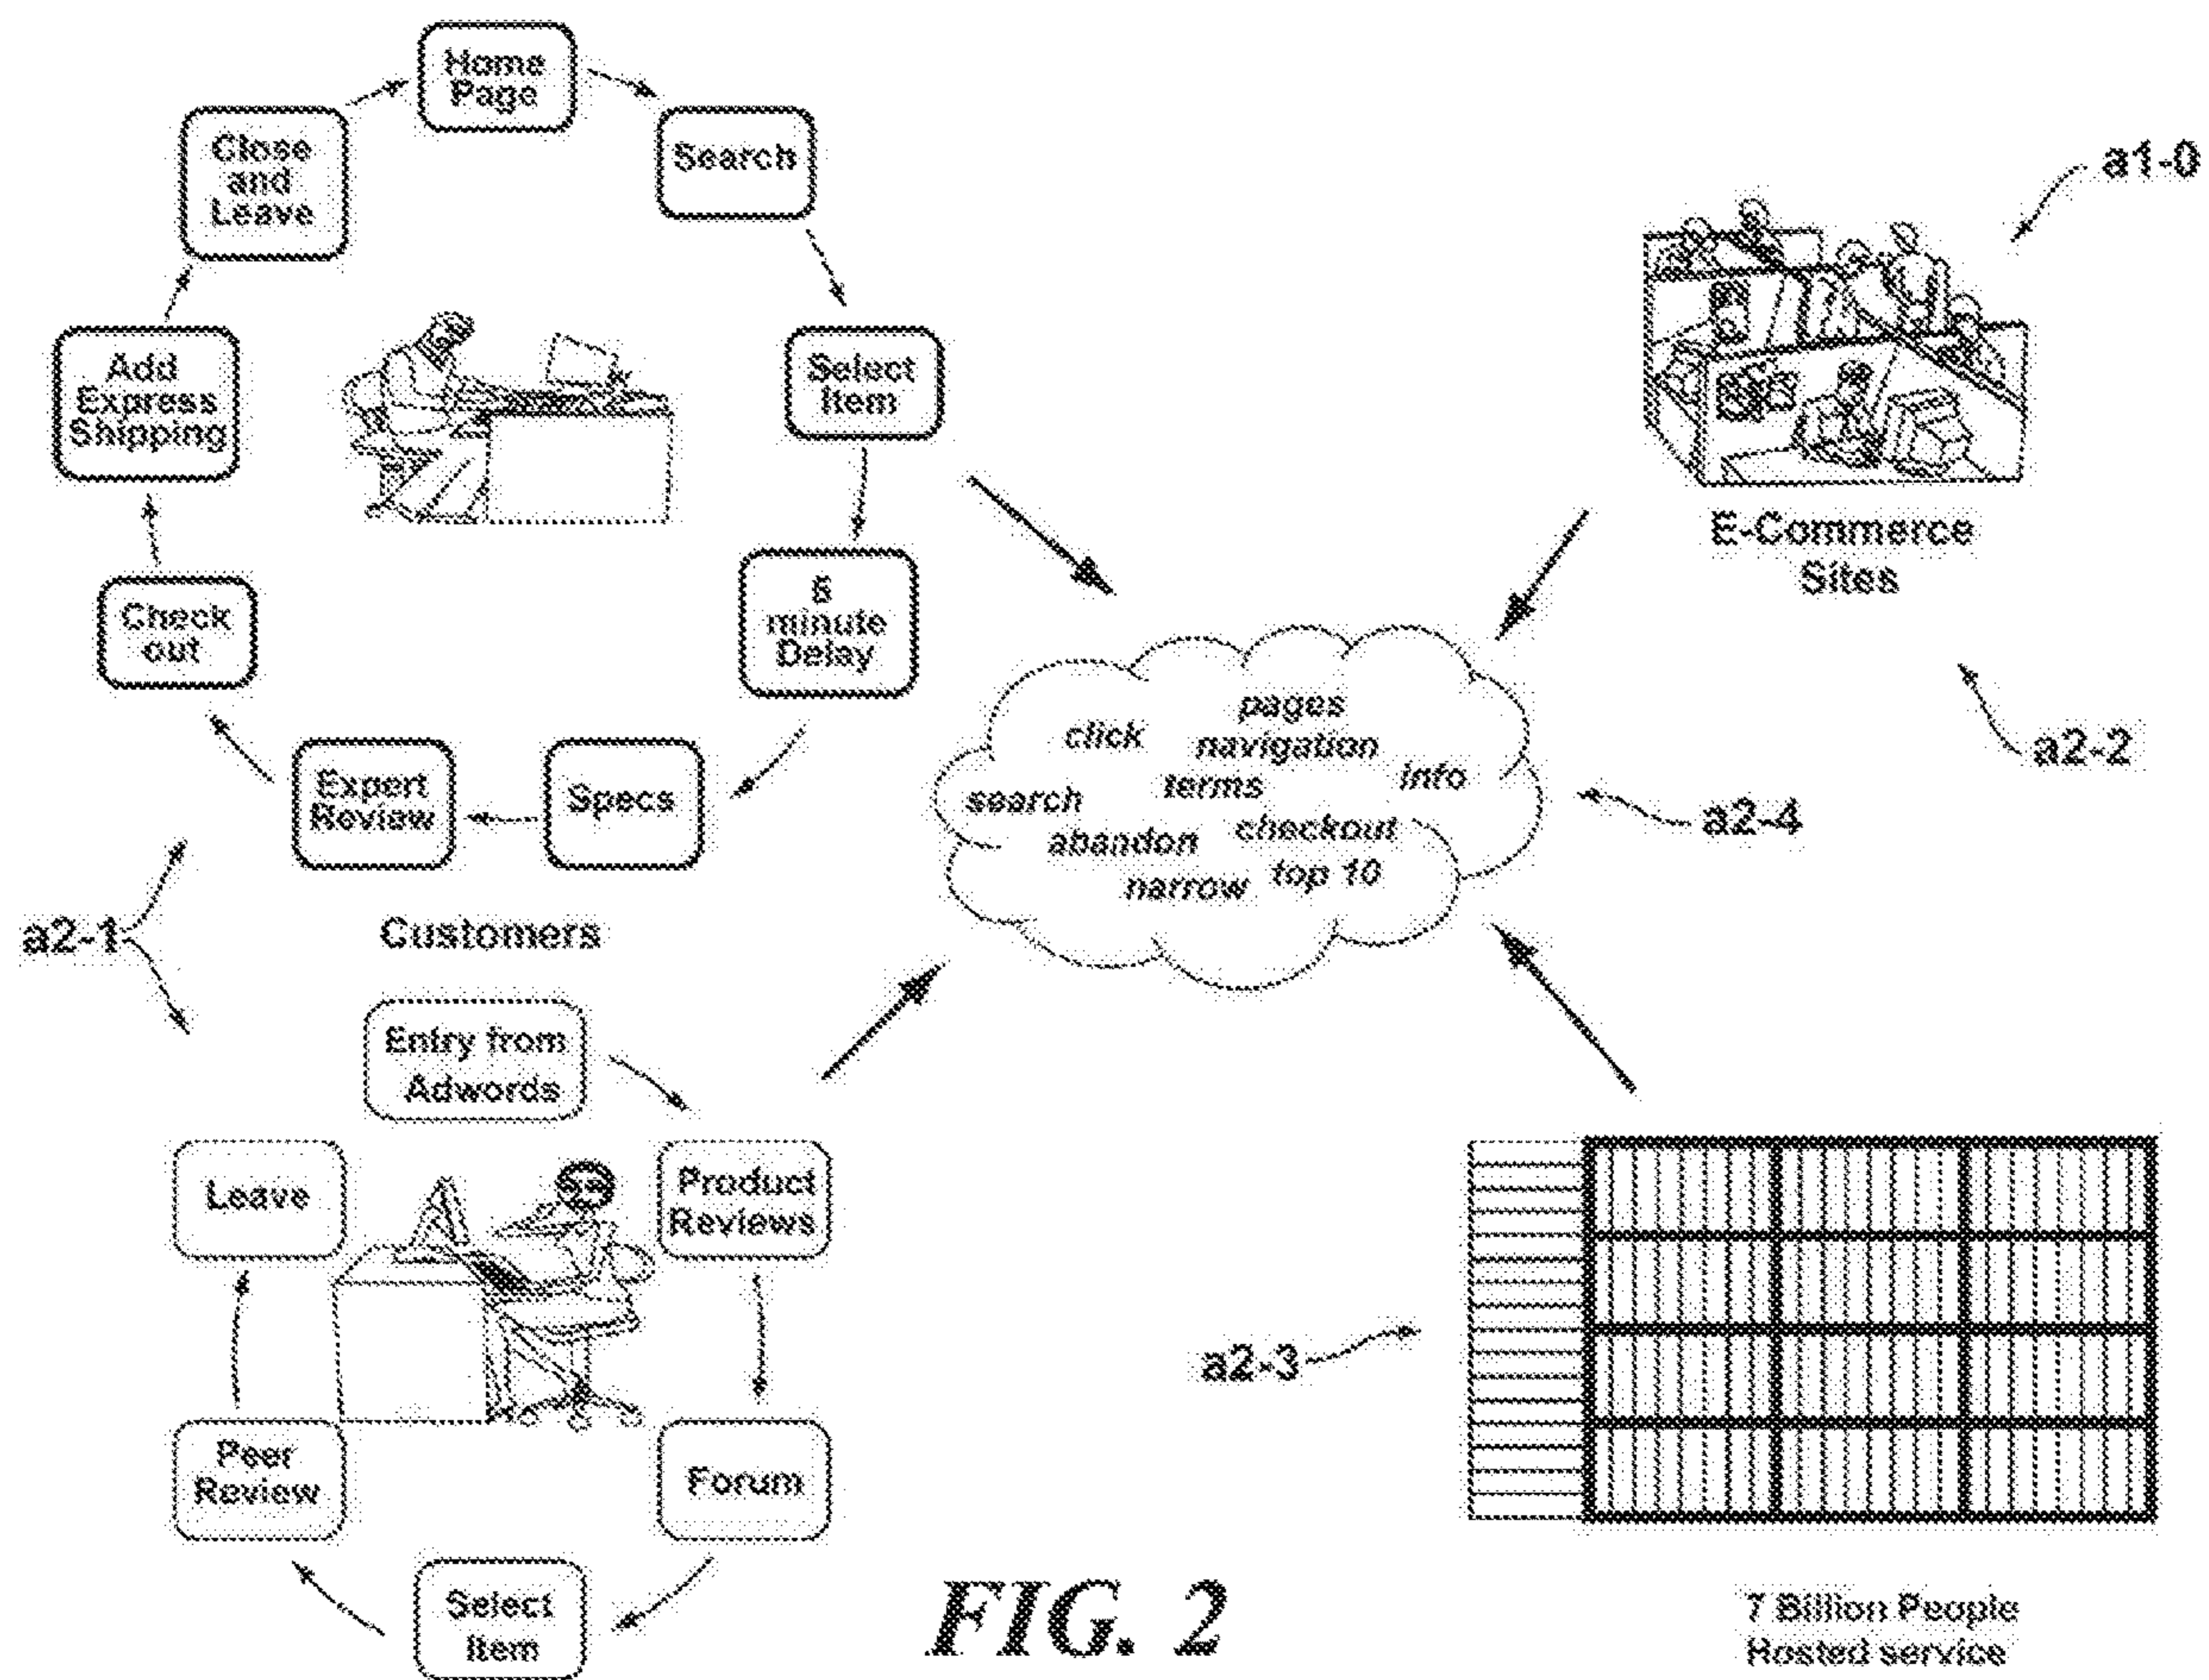 Home
Page
Search
Close
and
Leave
a1-0
Add
Express
Shipping
Select
Item
E-Commerce
Sites
minute
Delay
Check
out
a2-2
pages
click
navigation
info
terms
search
a2-4
checkout
abandon
top 10
narrow
Specs
Expert
Review
a2-1
Customers
Entry from
Adwords
Leave
Product
Reviews
a2-3
Peer
Review
Forum
Select
Item
FIG. 2
7 Billion People
Hosted service